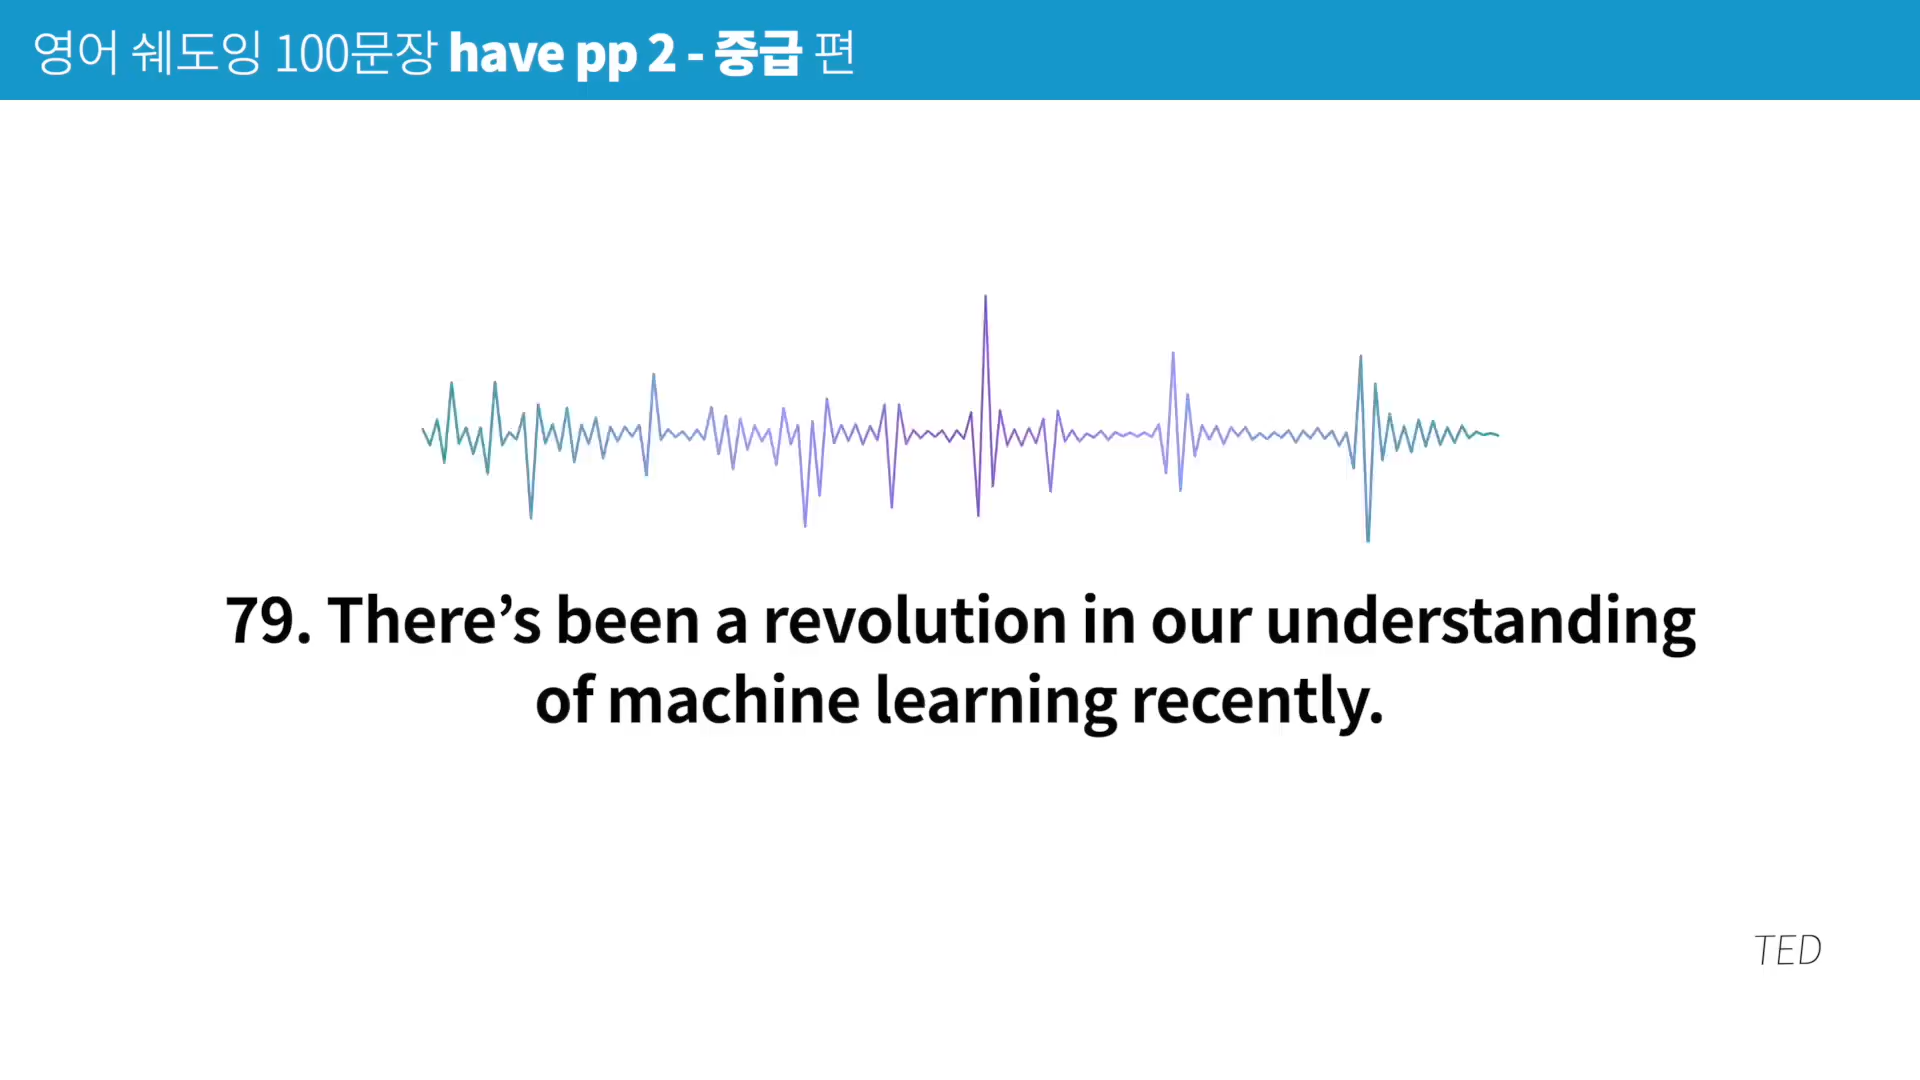 영어 쉐도잉 100문장 have pp 2 - 중급 편
79. There’s been a revolution in our understanding
of machine learning recently.
TED